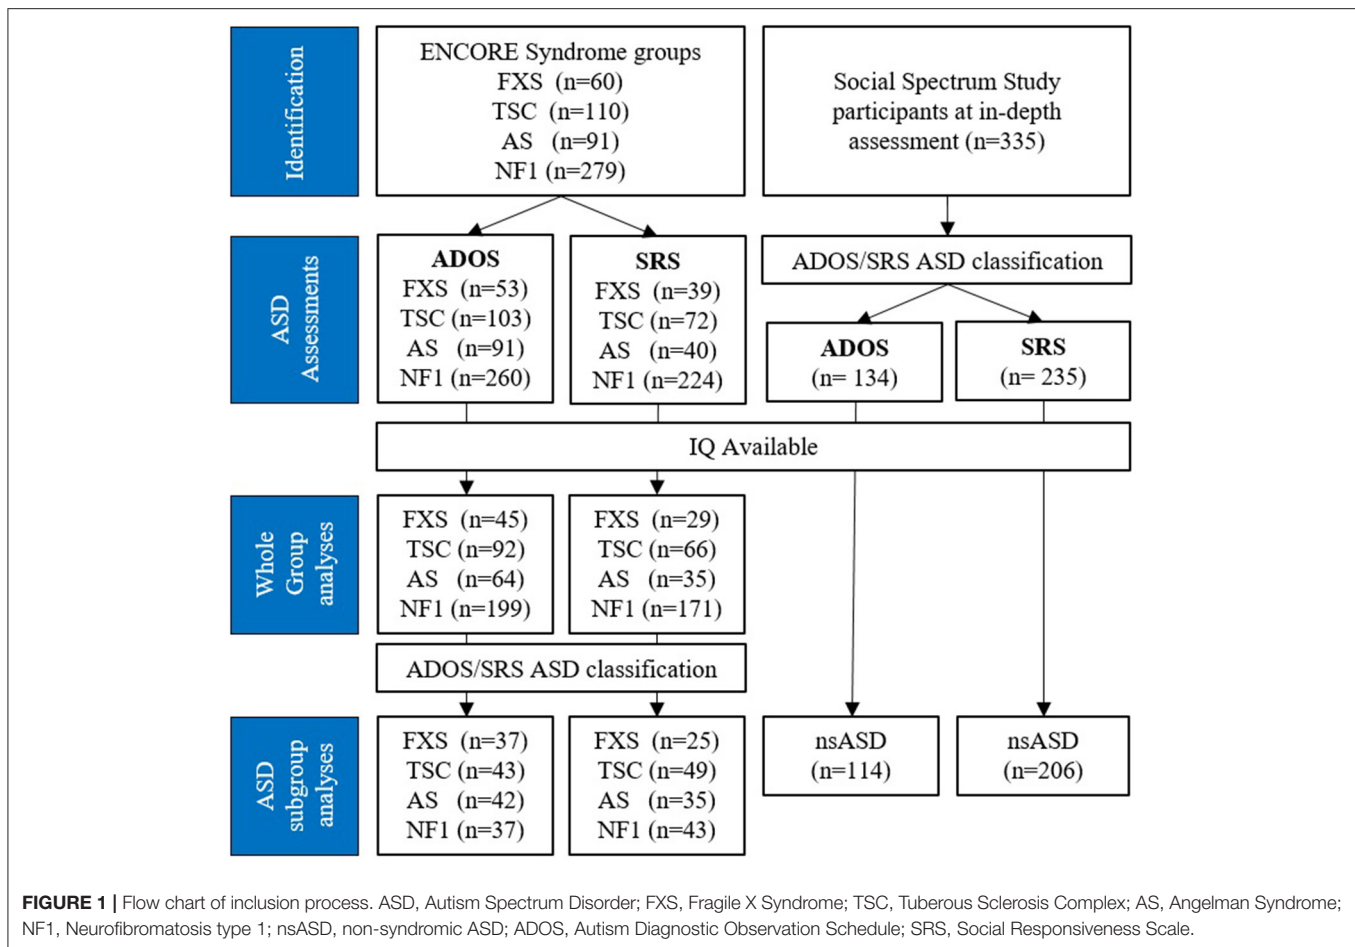 Identification
ENCORE Syndrome groups
FXS (n=60)
TSC (n=110)
AS (n=91)
NF1 (n=279)
Social Spectrum Study
participants at in-depth
assessment (n=335)
ASD
Assessments
ADOS
FXS (n=53)
TSC (n=103)
AS (n=91)
NF1 (n=260)
SRS
FXS (n=39)
TSC (n=72)
AS (n=40)
NF1 (n=224)
ADOS/SRS ASD classification
ADOS
(n= 134)
SRS
(n= 235)
IQ Available
Whole
Group
analyses
FXS (n=45)
TSC (n=92)
AS (n=64)
NF1 (n=199)
FXS (n=29)
TSC (n=66)
AS (n=35)
NF1 (n=171)
ADOS/SRS ASD classification
ASD
subgroup
analyses
FXS (n=37)
TSC (n=43)
AS (n=42)
NF1 (n=37)
FXS (n=25)
TSC (n=49)
AS (n=35)
NF1 (n=43)
nsASD
(n=114)
nsASD
(n=206)
FIGURE 1 | Flow chart of inclusion process. ASD, Autism Spectrum Disorder; FXS, Fragile X Syndrome; TSC, Tuberous Sclerosis Complex; AS, Angelman Syndrome;
NF1, Neurofibromatosis type 1; nsASD, non-syndromic ASD; ADOS, Autism Diagnostic Observation Schedule; SRS, Social Responsiveness Scale.